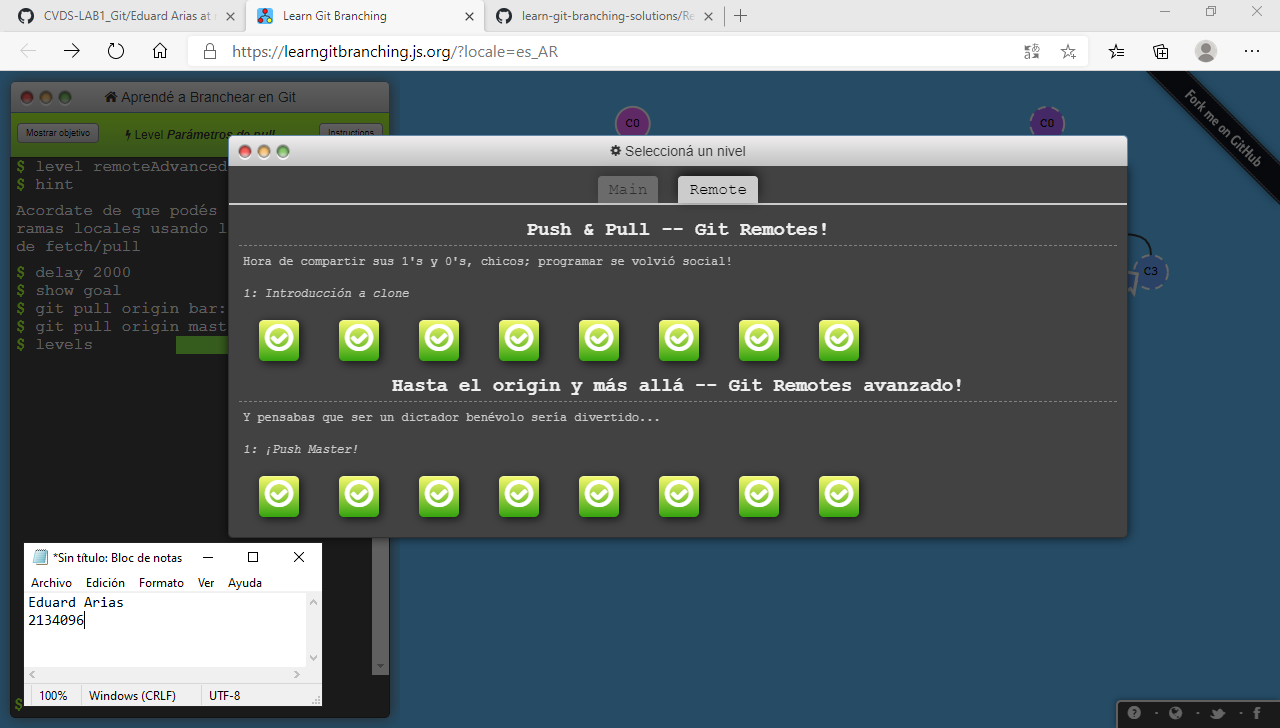 CVDS-LAB1_Git/Eduard Arias at
Learn Git Branching
learn-git-branching-solutions/Re
https://learngitbranching.js.org/?locale=es_AR
Aprendé a Branchear en Git
Mostrar objetivo
Level Parámetros de pull
Instructions
$ level remoteAdvanced
$ hint
Acordate de que podés
ramas locales usando l
de fetch/pull
$ delay 2000
$ show goal
$ git pull origin bar:
$ git pull origin mast
$ levels
$
C0
C0
C3
Fork me on GitHub
Seleccioná un nivel
Main
Remote
Push & Pull -- Git Remotes!
Hora de compartir sus 1's y 0's, chicos; programar se volvió social!
1: Introducción a clone
Hasta el origin y más allá -- Git Remotes avanzado!
Y pensabas que ser un dictador benévolo sería divertido...
1: ¡Push Master!
*Sin título: Bloc de notas
Archivo Edición Formato Ver Ayuda
Eduard Arias
2134096
100% Windows (CRLF) UTF-8